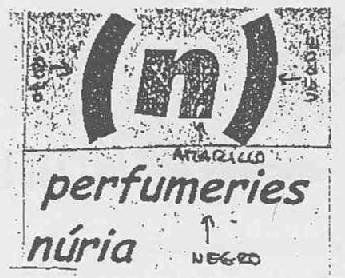 (n)
AMARILLO
perfumeries
núria
NEGRO